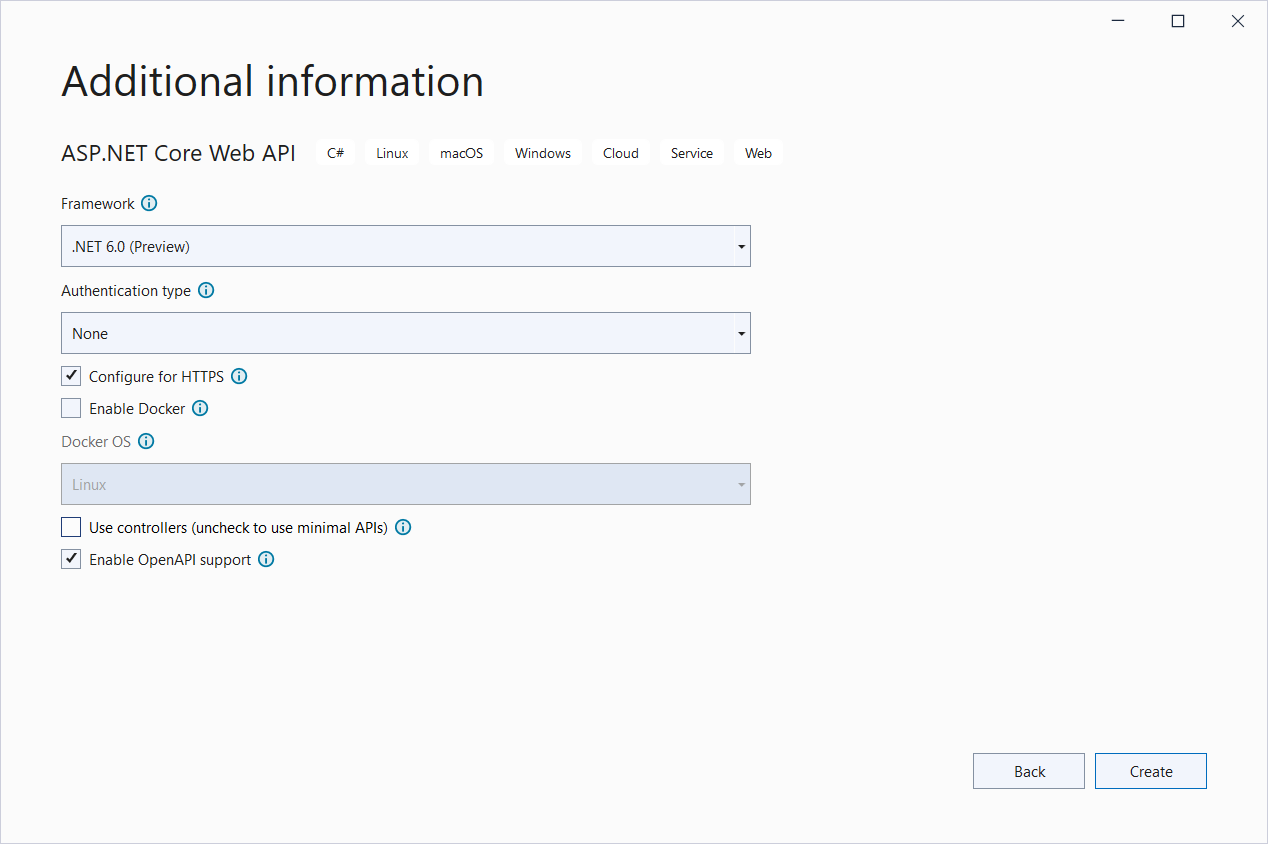 Additional information
ASP.NET Core Web API C# Linux macOS Windows Cloud Service Web
Framework
.NET 6.0 (Preview)
Authentication type
None
Configure for HTTPS
Enable Docker
Docker OS
Linux
Use controllers (uncheck to use minimal APIs)
Enable OpenAPI support
Back Create